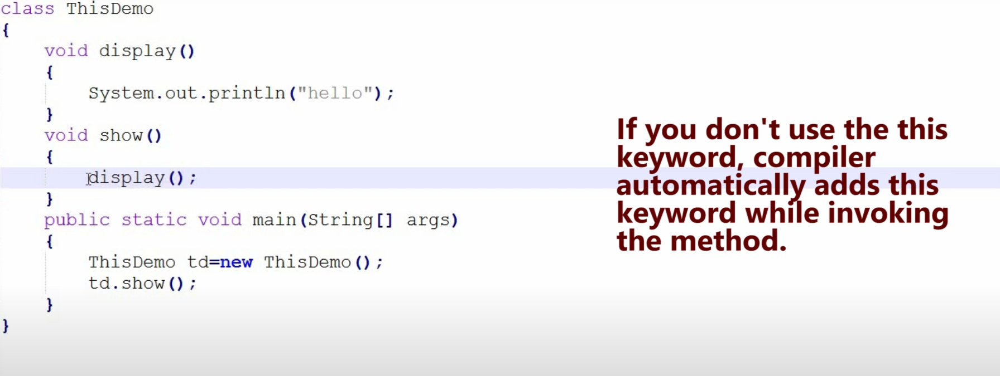 class ThisDemo
{
void display()
{
System.out.println("hello");
}
void show()
{
display();
}
public static void main(String[] args)
{
ThisDemo td=new ThisDemo();
td.show();
}
}
If you don't use the this
keyword, compiler
automatically adds this
keyword while invoking
the method.